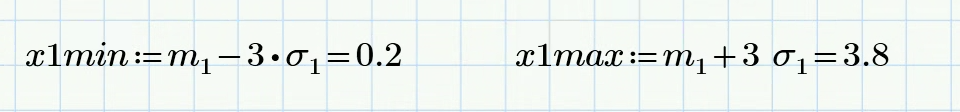 x1min:=m₁−3·σ₁=0.2 x1max:=m₁+3 σ₁=3.8